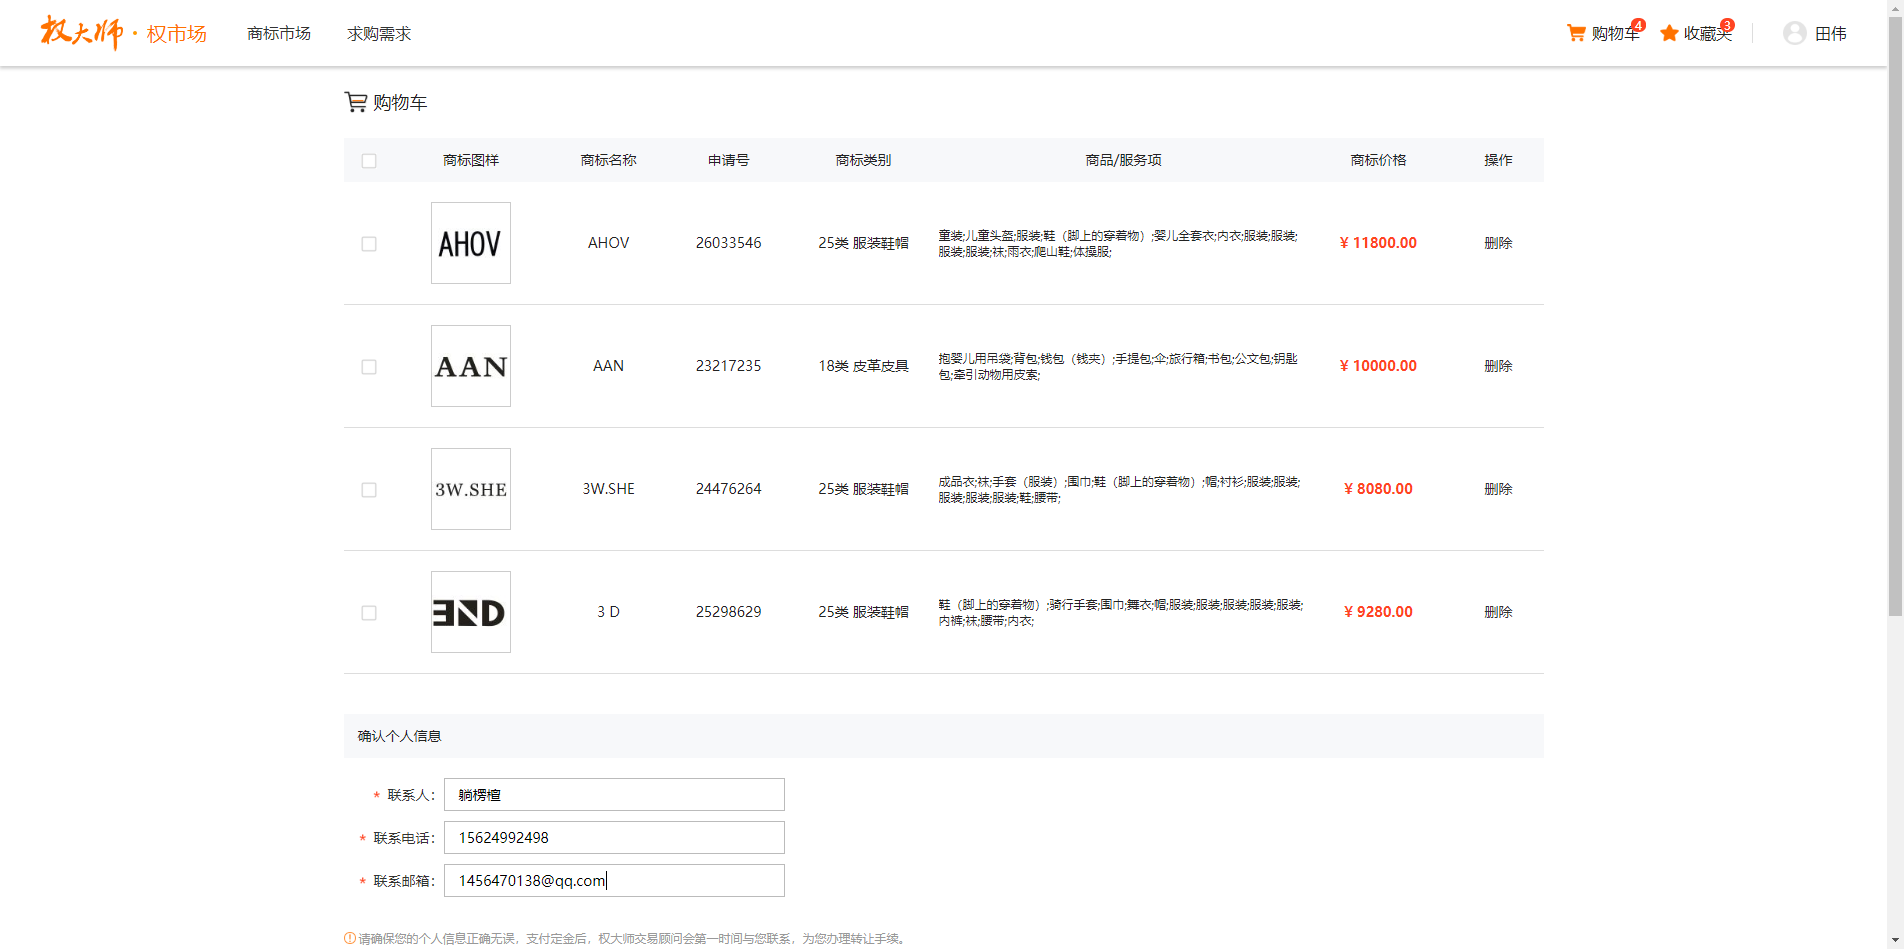 权大师·权市场 商标市场 求购需求 购物车 4 收藏夹 3 田伟
购物车
商标图样 商标名称 申请号 商标类别 商品/服务项 商标价格 操作
AHOV AHOV 26033546 25类 服装鞋帽 童装;儿童头盔;服装;鞋（脚上的穿着物）;婴儿全套衣;内衣;服装;服装;
服装;服装;袜;雨衣;爬山鞋;体操服; ¥ 11800.00 删除
AAN AAN 23217235 18类 皮革皮具 抱婴儿用吊袋;背包;钱包（钱夹）;手提包;伞;旅行箱;书包;公文包;钥匙
包;牵引动物用皮索; ¥ 10000.00 删除
3W.SHE 3W.SHE 24476264 25类 服装鞋帽 成品衣;袜;手套（服装）;围巾;鞋（脚上的穿着物）;帽;衬衫;服装;服装;
服装;服装;服装;鞋;腰带; ¥ 8080.00 删除
3ND 3 D 25298629 25类 服装鞋帽 鞋（脚上的穿着物）;骑行手套;围巾;舞衣;帽;服装;服装;服装;服装;服装;
内裤;袜;腰带;内衣; ¥ 9280.00 删除
确认个人信息
* 联系人： 躺楞檀
* 联系电话： 15624992498
* 联系邮箱： 1456470138@qq.com
请确保您的个人信息正确无误，支付定金后，权大师交易顾问会第一时间与您联系，为您办理转让手续。